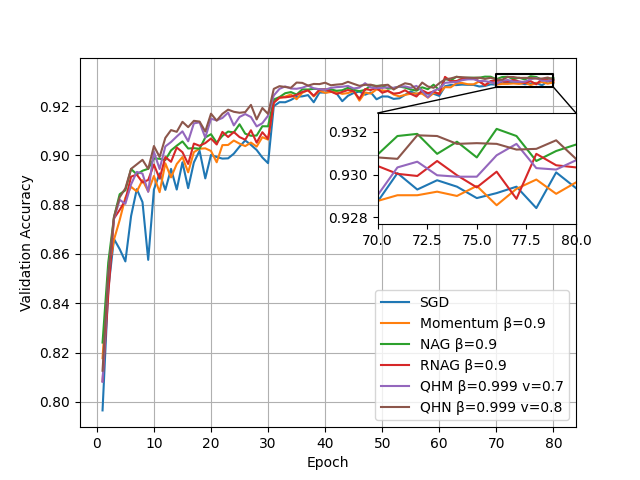 Validation Accuracy
0.92
0.90
0.88
0.86
0.84
0.82
0.80
0.932
0.930
0.928
70.0 72.5 75.0 77.5 80.0
SGD
Momentum β=0.9
NAG β=0.9
RNAG β=0.9
QHM β=0.999 v=0.7
QHN β=0.999 v=0.8
0 10 20 30 40 50 60 70 80
Epoch